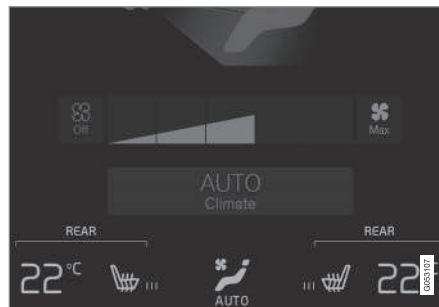 Off
Max
AUTO
Climate
REAR
REAR
22°C
AUTO
22°
G053107